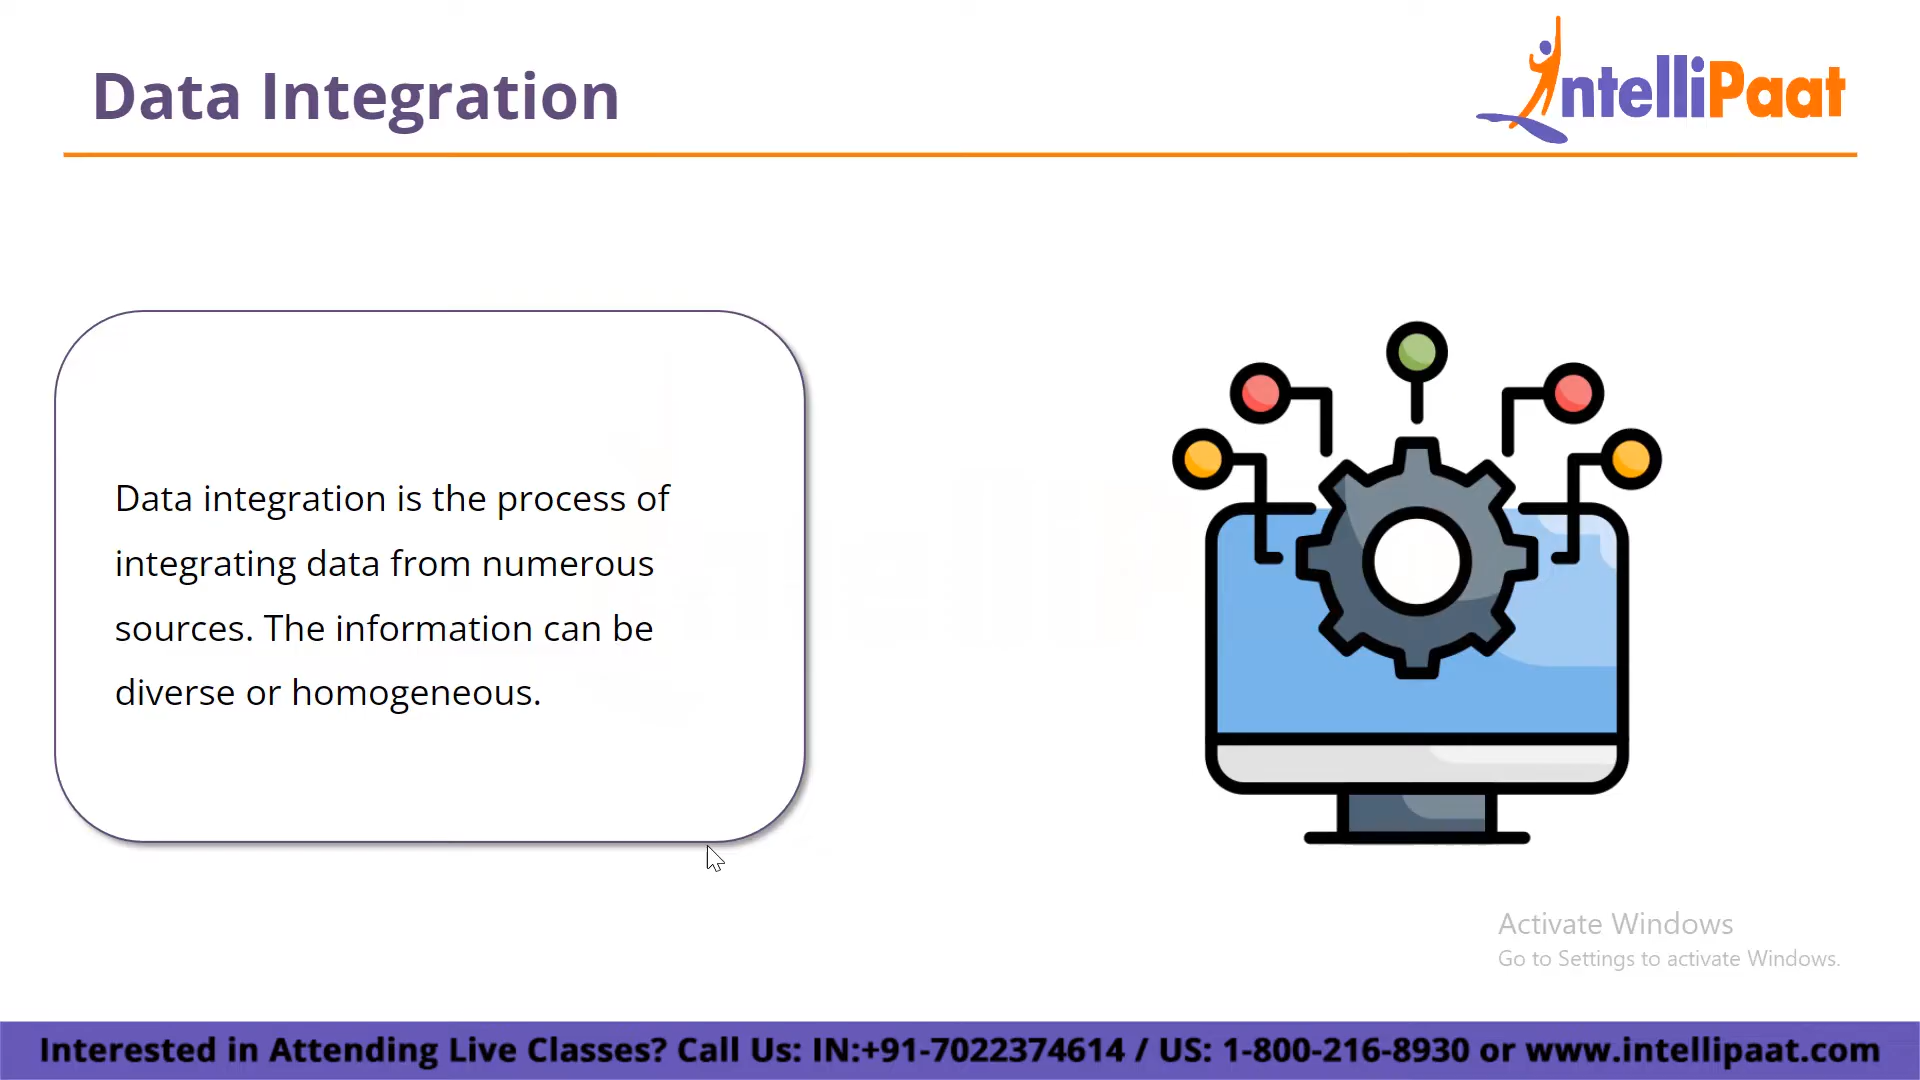 Data Integration
IntelliPaat
Data integration is the process of
integrating data from numerous
sources. The information can be
diverse or homogeneous.
Activate Windows
Go to Settings to activate Windows.
Interested in Attending Live Classes? Call Us: IN:+91-7022374614 / US: 1-800-216-8930 or www.intellipaat.com